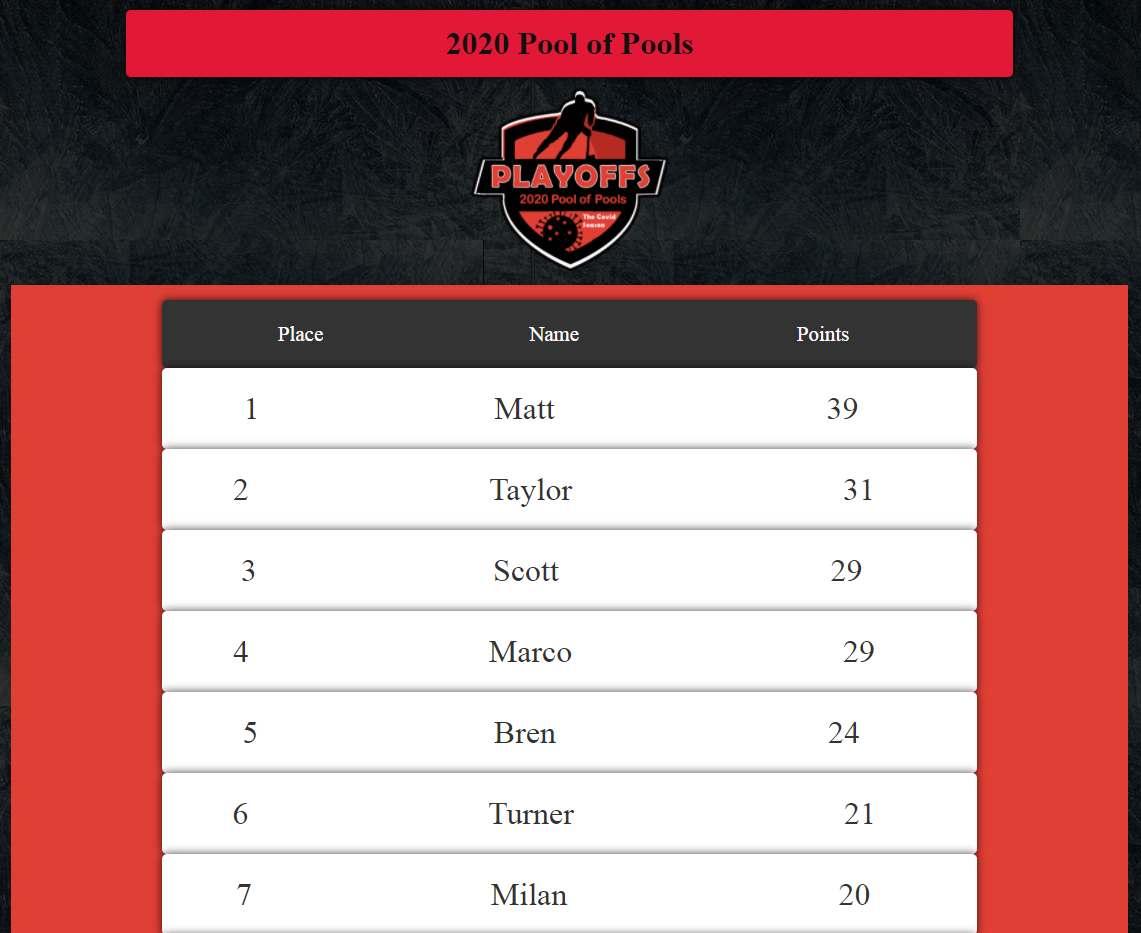 2020 Pool of Pools
PLAYOFFS
2020 Pool of Pools
The Covid
Season
Place Name Points
1 Matt 39
2 Taylor 31
3 Scott 29
4 Marco 29
5 Bren 24
6 Turner 21
7 Milan 20